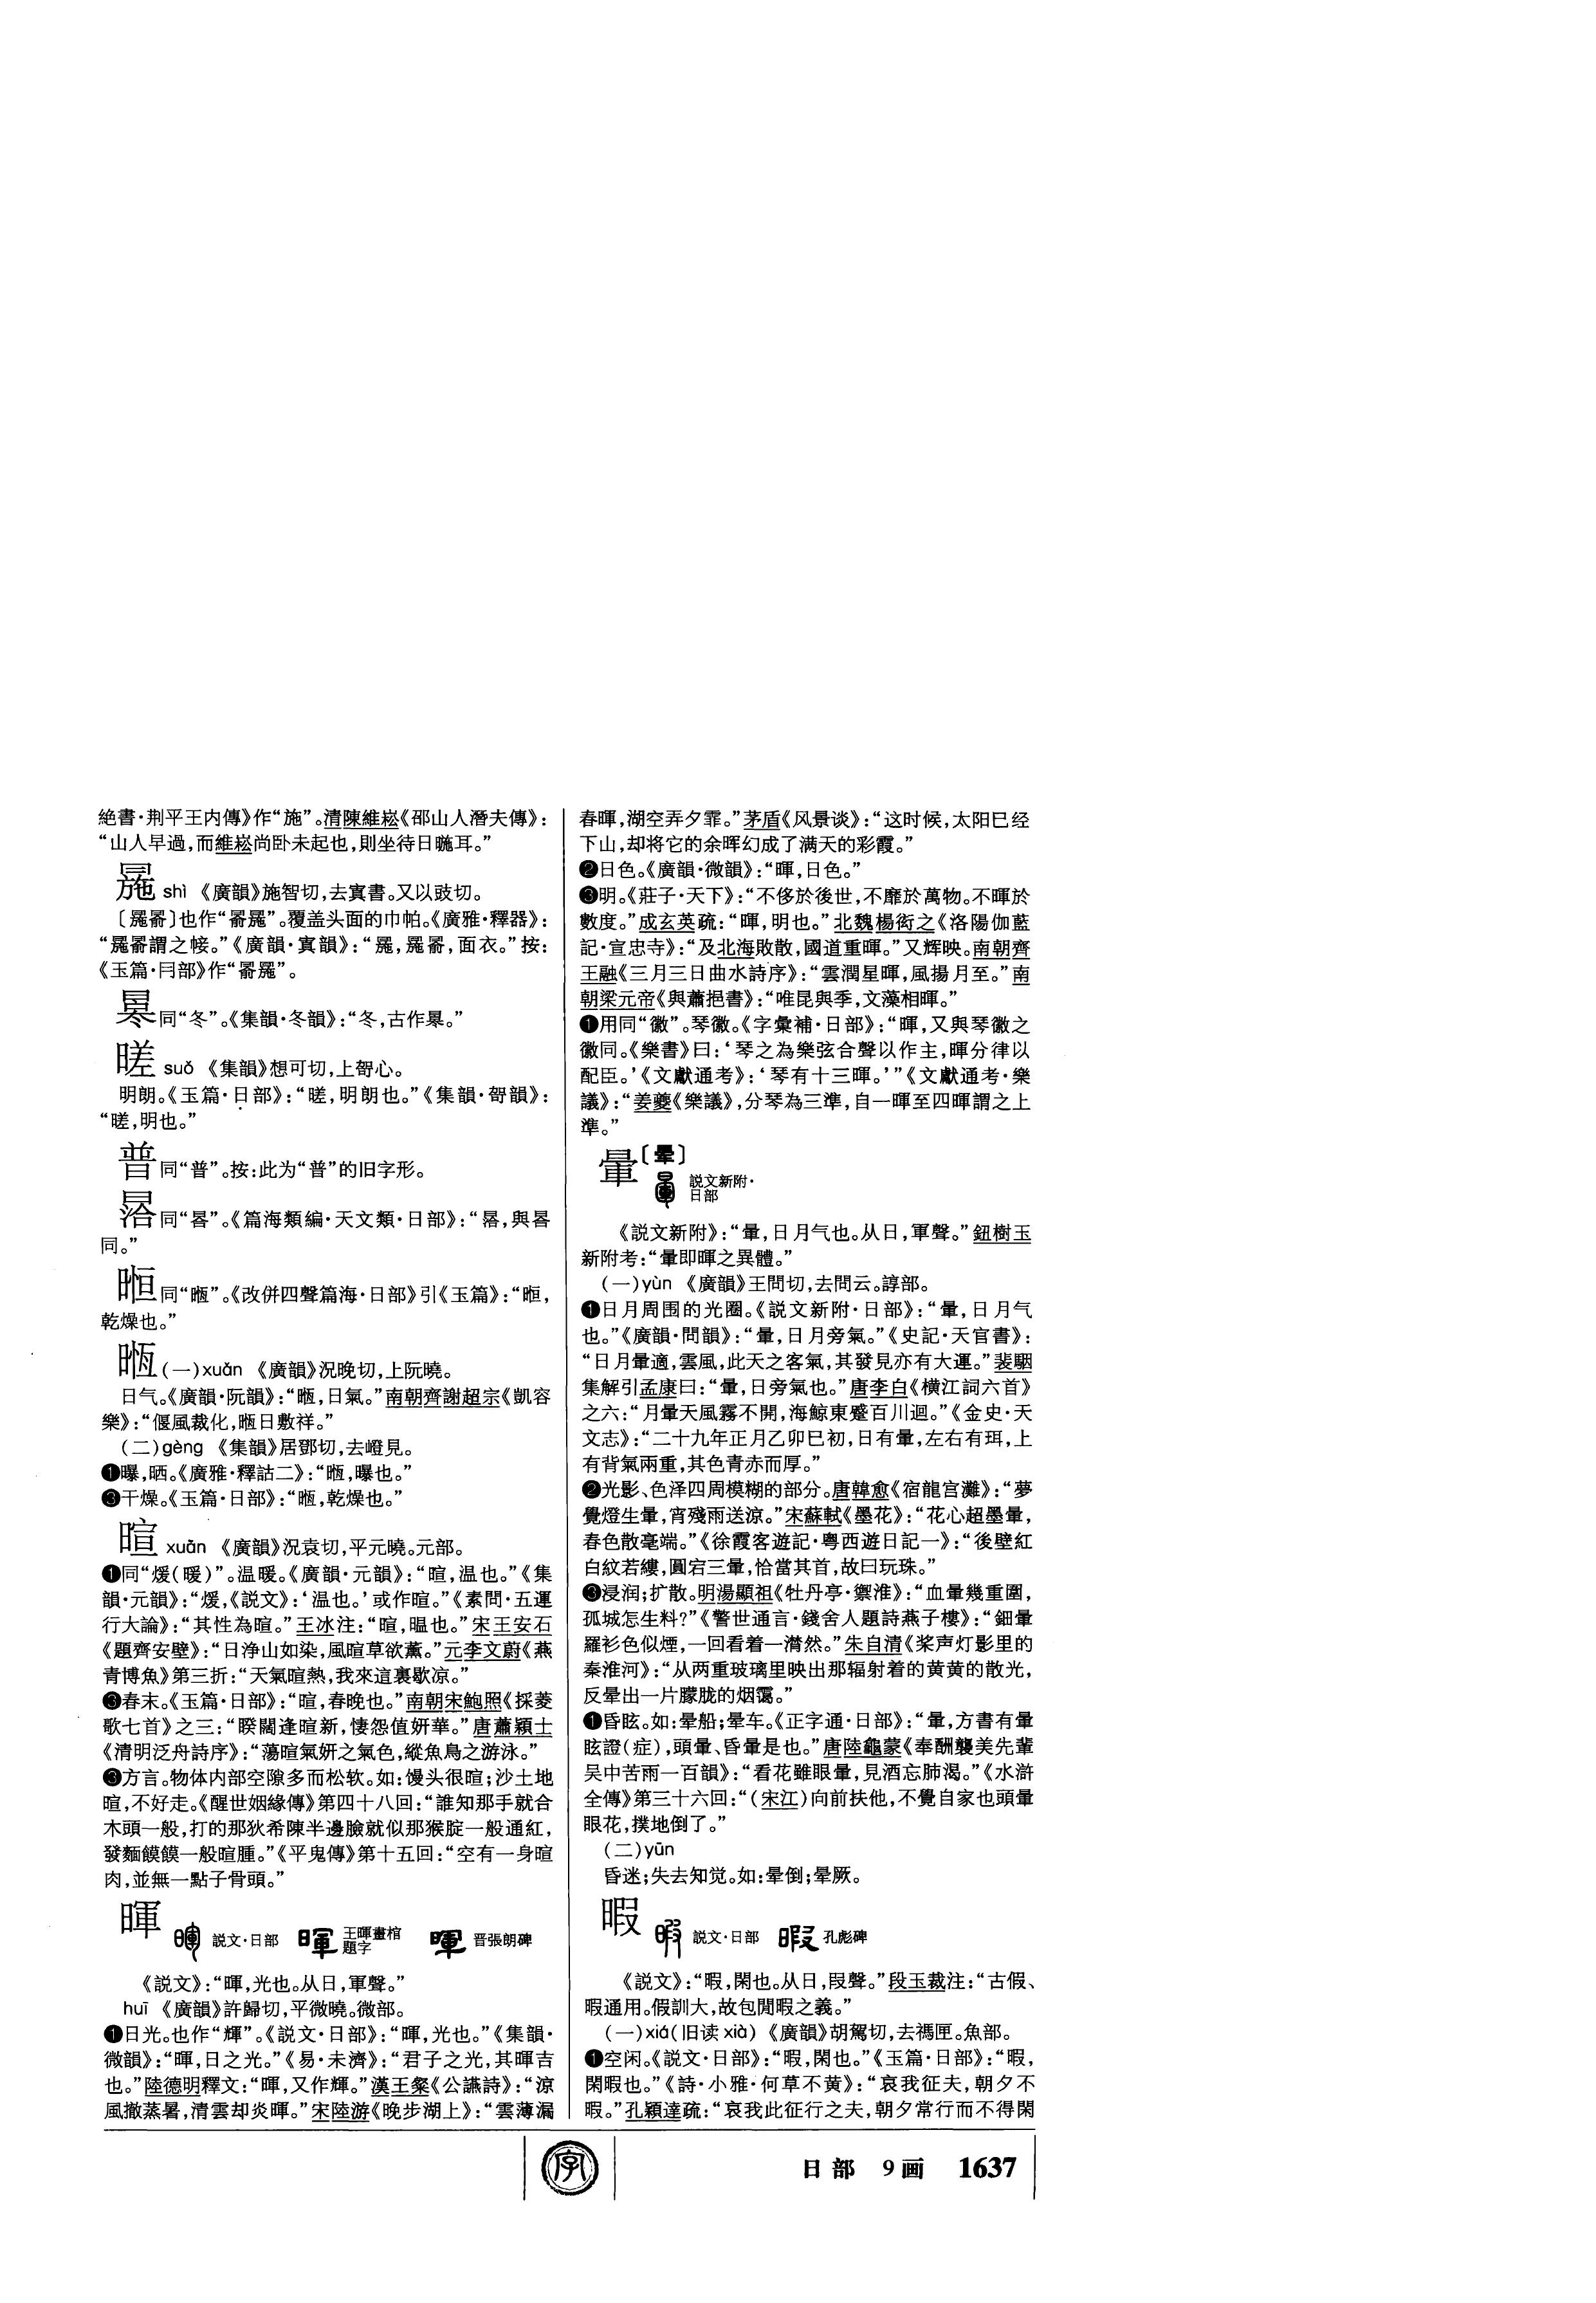 絶書·荆平王内傳》作“施”。清陳維崧《邵山人潛夫傳》:
“山人早過,而維崧尚卧未起也,則坐待日暆耳。”
shì 《廣韻》施智切,去寘書。又以豉切。
也作“ ”。覆盖头面的巾帕。《廣雅·釋器》:
謂之帹。”《廣韻·寘韻》: 面衣。”按:
《玉篇·冃部》作
同“冬”。《集韻·冬韻》:“冬,古作 。”
暛 suǒ 《集韻》想可切,上哿心。
明朗。《玉篇·日部》:“暛,明朗也。”《集韻·哿韻》:
“暛,明也。”
普 同“普”。按:此为“普”的旧字形。
同“晷”。《篇海類編·天文類·日部》: 與晷
同。”
同“暅”。《改併四聲篇海·日部》引《玉篇》:
乾燥也。”
暅 (一)xuǎn 《廣韻》況晚切,上阮曉。
日气。《廣韻·阮韻》:“暅,日氣。”南朝齊謝超宗《凱容
樂》:“偃風裁化,暅日敷祥。”
(二)gèng 《集韻》居鄧切,去嶝見。
❶曝,晒。《廣雅·釋詁二》:“暅,曝也。”
❸干燥。《玉篇·日部》:“暅,乾燥也。”
暄 xuān 《廣韻》況袁切,平元曉。元部。
❶同“煖(暖)”。温暖。《廣韻·元韻》:“暄,温也。”《集
韻·元韻》:“煖,《説文》:‘温也。’或作暄。”《素問·五運
行大論》:“其性為暄。”王冰注:“暄,暖也。”宋王安石
《題齊安壁》:“日净山如染,風暄草欲薰。”元李文蔚《燕
青博魚》第三折:“天氣暄熱,我來這裏歇凉。”
❸春末。《玉篇·日部》:“暄,春晚也。”南朝宋鮑照《採菱
歌七首》之三:“睽闊逢暄新,悽怨值妍華。”唐蕭穎士
《清明泛舟詩序》:“蕩暄氣妍之氣色,縱魚鳥之游泳。”
❸方言。物体内部空隙多而松软。如:馒头很暄;沙土地
暄,不好走。《醒世姻緣傳》第四十八回:“誰知那手就合
木頭一般,打的那狄希陳半邊臉就似那猴腚一般通紅,
發麵饃饃一般暄腫。”《平鬼傳》第十五回:“空有一身暄
肉,並無一點子骨頭。”
暉 説文·日部 王暉畫棺題字 晋張朗碑
《説文》:“暉,光也。从日,軍聲。”
huī 《廣韻》許歸切,平微曉。微部。
❶日光。也作“輝”。《説文·日部》:“暉,光也。”《集韻·
微韻》:“暉,日之光。”《易·未濟》:“君子之光,其暉吉
也。”陸德明釋文:“暉,又作輝。”漢王粲《公讌詩》:“涼
風撤蒸暑,清雲却炎暉。”宋陸游《晚步湖上》:“雲薄漏
春暉,湖空弄夕霏。”茅盾《风景谈》:“这时候,太阳已经
下山,却将它的余晖幻成了满天的彩霞。”
❷日色。《廣韻·微韻》:“暉,日色。”
❸明。《莊子·天下》:“不侈於後世,不靡於萬物。不暉於
數度。”成玄英疏:“暉,明也。”北魏楊衒之《洛陽伽藍
記·宣忠寺》:“及北海敗散,國道重暉。”又辉映。南朝齊
王融《三月三日曲水詩序》:“雲潤星暉,風揚月至。”南
朝梁元帝《與蕭挹書》:“唯昆與季,文藻相暉。”
❶用同“徽”。琴徽。《字彙補·日部》:“暉,又與琴徽之
徽同。《樂書》曰:‘琴之為樂弦合聲以作主,暉分律以
配臣。’《文獻通考》:‘琴有十三暉。’”《文獻通考·樂
議》:“姜夔《樂議》,分琴為三準,自一暉至四暉謂之上
準。”
暈〔晕〕
説文新附·
日部
《説文新附》:“暈,日月气也。从日,軍聲。”鈕樹玉
新附考:“暈即暉之異體。”
(一)yùn 《廣韻》王問切,去問云。諄部。
❶日月周围的光圈。《説文新附·日部》:“暈,日月气
也。”《廣韻·問韻》:“暈,日月旁氣。”《史記·天官書》:
“日月暈適,雲風,此天之客氣,其發見亦有大運。”裴駰
集解引孟康曰:“暈,日旁氣也。”唐李白《橫江詞六首》
之六:“月暈天風霧不開,海鯨東蹙百川迴。”《金史·天
文志》:“二十九年正月乙卯巳初,日有暈,左右有珥,上
有背氣兩重,其色青赤而厚。”
❷光影、色泽四周模糊的部分。唐韓愈《宿龍宫灘》:“夢
覺燈生暈,宵殘雨送涼。”宋蘇軾《墨花》:“花心超墨暈,
春色散毫端。”《徐霞客遊記·粤西遊日記一》:“後壁紅
白紋若縷,圓宕三暈,恰當其首,故曰玩珠。”
❸浸润;扩散。明湯顯祖《牡丹亭·禦淮》:“血暈幾重圍,
孤城怎生料?”《警世通言·錢舍人題詩燕子樓》:“鈿暈
羅衫色似煙,一回看着一潸然。”朱自清《桨声灯影里的
秦淮河》:“从两重玻璃里映出那辐射着的黄黄的散光,
反晕出一片朦胧的烟霭。”
❶昏眩。如:晕船;晕车。《正字通·日部》:“暈,方書有暈
眩證(症),頭暈、昏暈是也。”唐陸龜蒙《奉酬襲美先輩
吴中苦雨一百韻》:“看花雖眼暈,見酒忘肺渴。”《水滸
全傳》第三十六回:“(宋江)向前扶他,不覺自家也頭暈
眼花,撲地倒了。”
(二)yūn
昏迷;失去知觉。如:晕倒;晕厥。
暇 説文·日部 孔彪碑
《説文》:“暇,閑也。从日,叚聲。”段玉裁注:“古假、
暇通用。假訓大,故包閒暇之義。”
(一)xiá(旧读xià) 《廣韻》胡駕切,去禡匣。魚部。
❶空闲。《説文·日部》:“暇,閑也。”《玉篇·日部》:“暇,
閑暇也。”《詩·小雅·何草不黄》:“哀我征夫,朝夕不
暇。”孔穎達疏:“哀我此征行之夫,朝夕常行而不得閑
字
日部 9画 1637